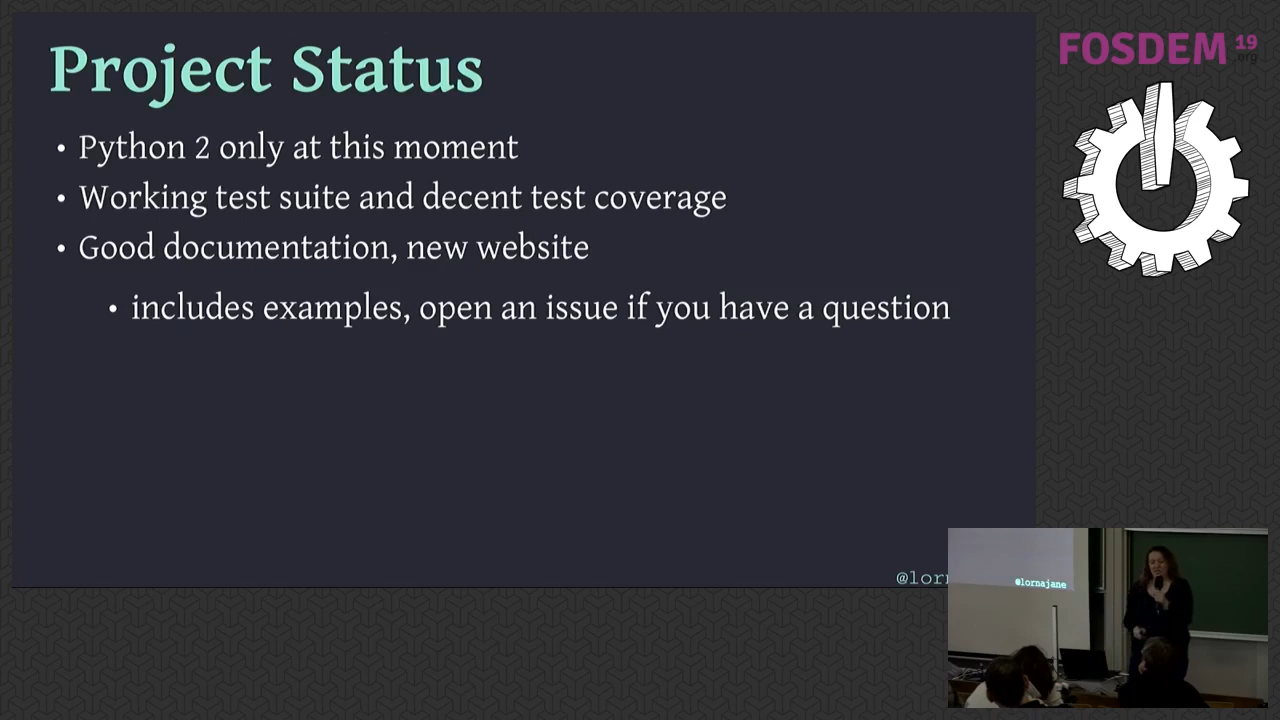 Project Status
• Python 2 only at this moment
• Working test suite and decent test coverage
• Good documentation, new website
• includes examples, open an issue if you have a question
FOSDEM 19
.org
@lor
@lornajane